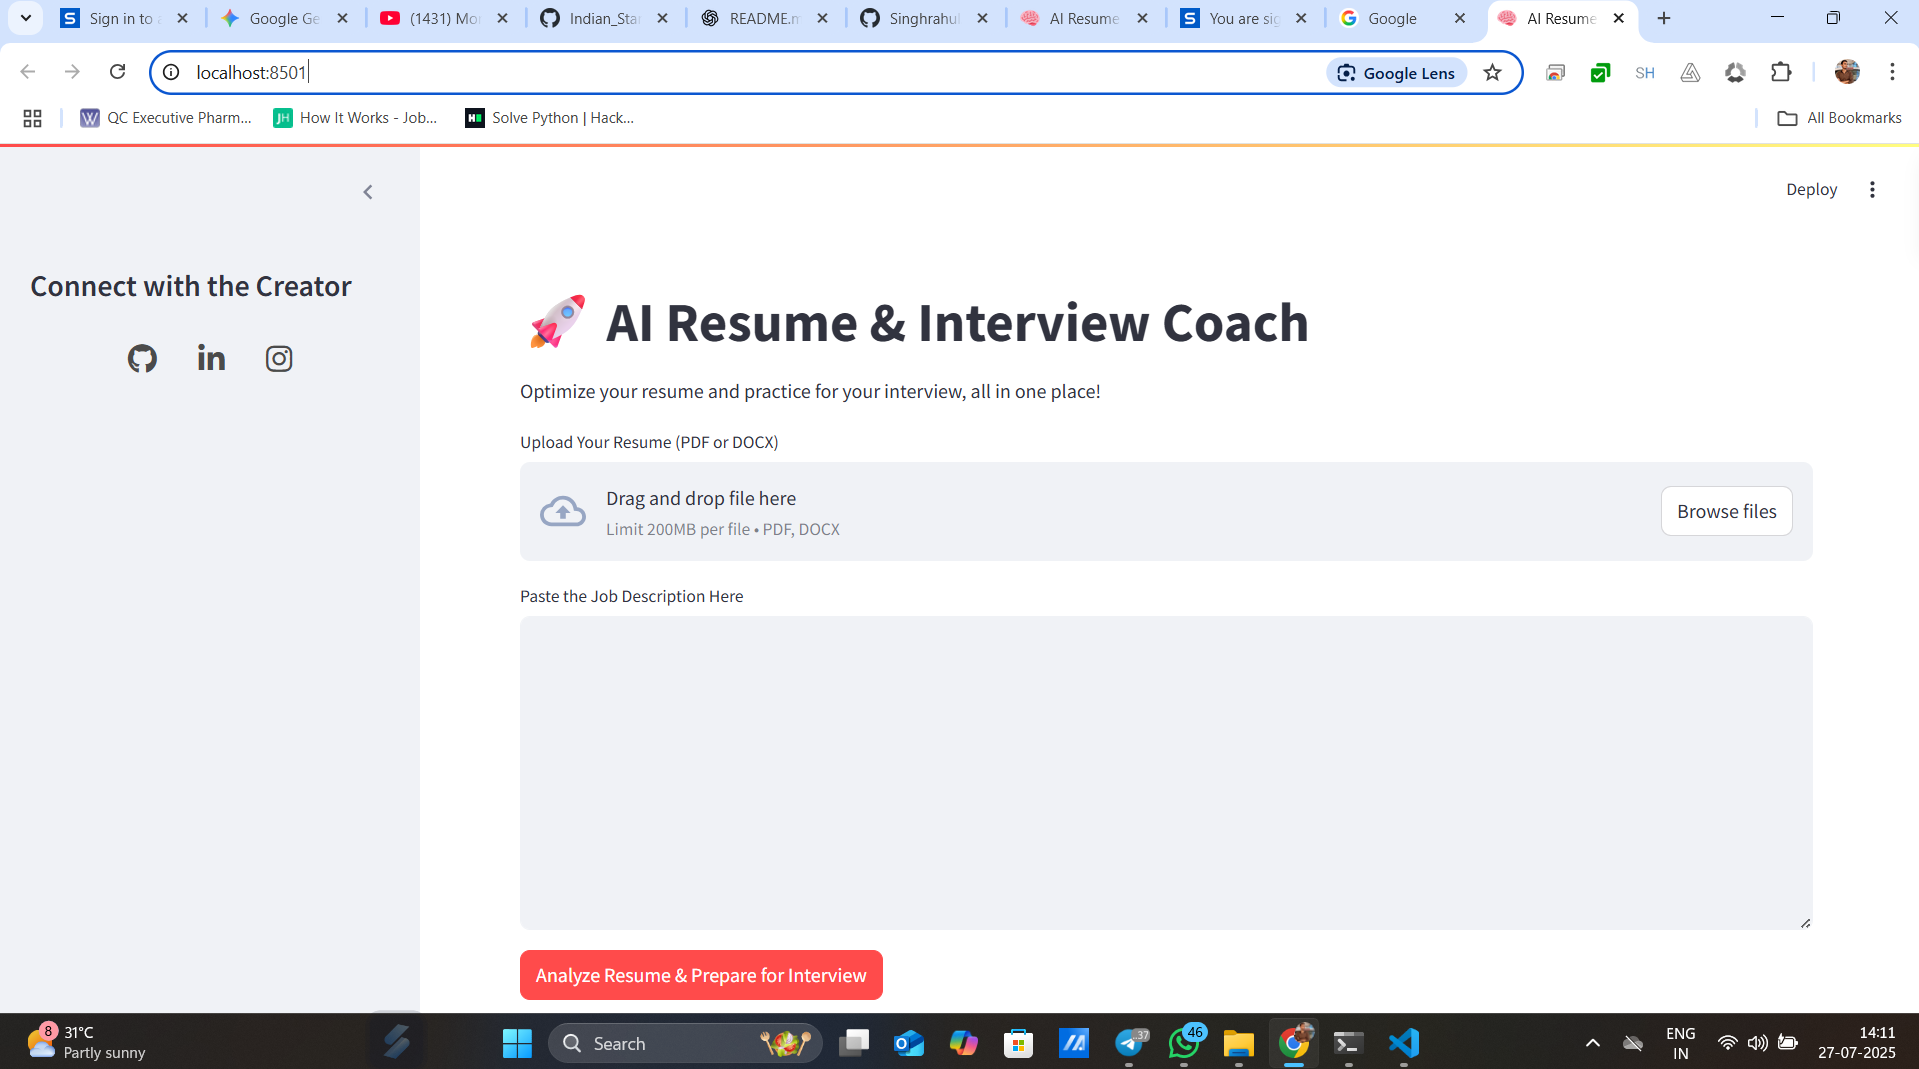 Sign in to a
Google Ge
(1431) Mo
Indian_Sta
README.m
Singhrahul
AI Resume
You are sig
Google
AI Resume
localhost:8501
Google Lens
SH
QC Executive Pharm...
How It Works - Job...
Solve Python | Hack...
All Bookmarks
Deploy
Connect with the Creator
AI Resume & Interview Coach
Optimize your resume and practice for your interview, all in one place!
Upload Your Resume (PDF or DOCX)
Drag and drop file here
Limit 200MB per file • PDF, DOCX
Browse files
Paste the Job Description Here
Analyze Resume & Prepare for Interview
8
31°C
Partly sunny
Search
..37
46
ENG
IN
14:11
27-07-2025